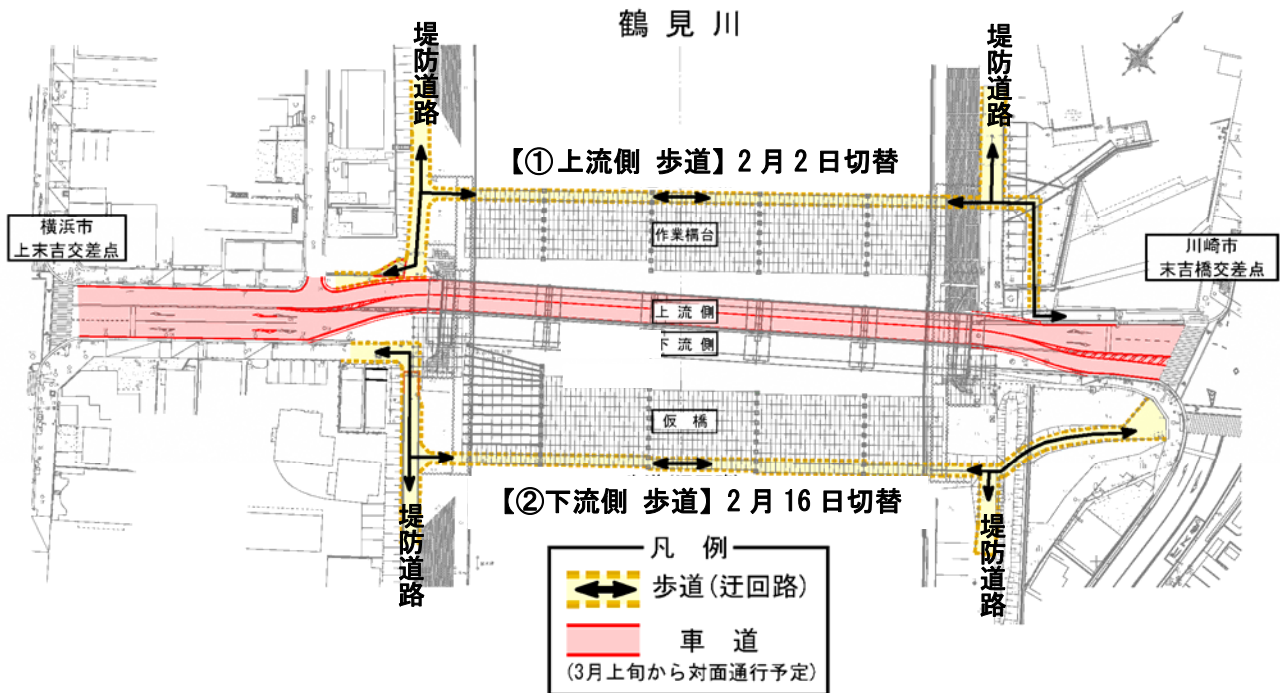 鶴見川
堤防道路
堤防道路
【①上流側 歩道】2月2日切替
横浜市
上末吉交差点
作業構台
川崎市
末吉橋交差点
上流側
下流側
仮橋
【②下流側 歩道】2月16日切替
堤防道路
堤防道路
凡例
歩道(迂回路)
車道
(3月上旬から対面通行予定)